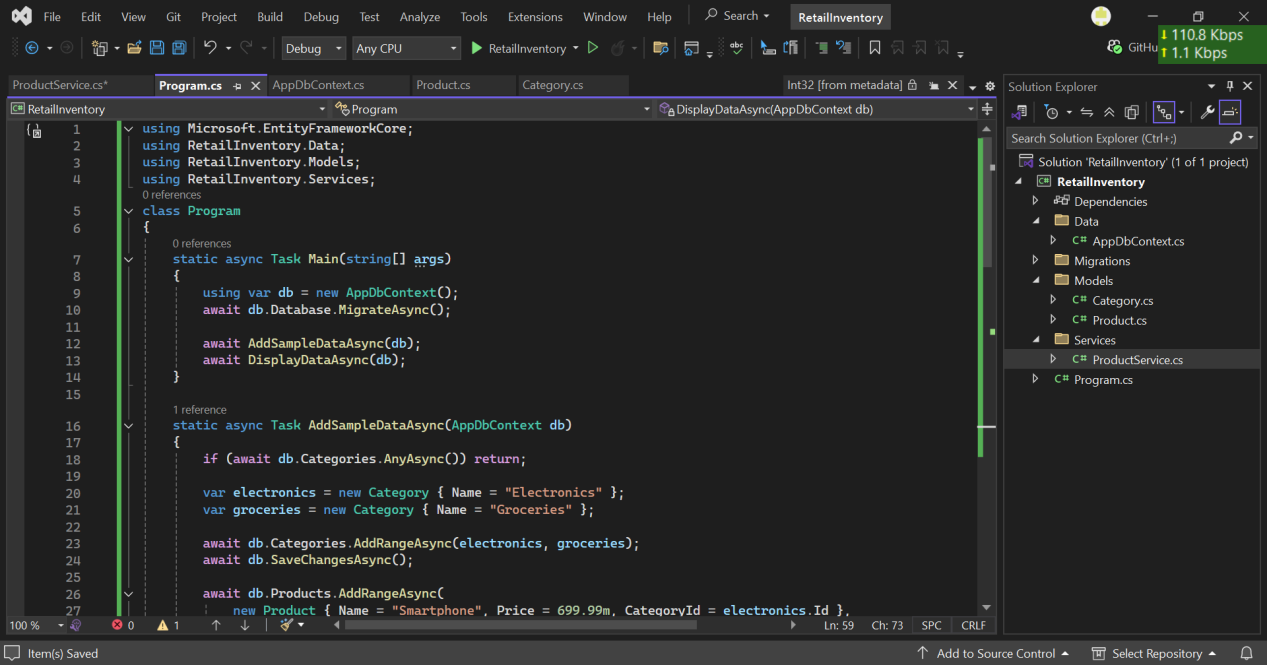 File Edit View Git Project Build Debug Test Analyze Tools Extensions Window Help Search RetailInventory
Debug Any CPU RetailInventory GitHu
110.8 Kbps
1.1 Kbps
ProductService.cs* Program.cs AppDbContext.cs Product.cs Category.cs Int32 [from metadata]
RetailInventory Program DisplayDataAsync(AppDbContext db)
1 using Microsoft.EntityFrameworkCore;
2 using RetailInventory.Data;
3 using RetailInventory.Models;
4 using RetailInventory.Services;
0 references
5 class Program
6 {
0 references
7 static async Task Main(string[] args)
8 {
9 using var db = new AppDbContext();
10 await db.Database.MigrateAsync();
11
12 await AddSampleDataAsync(db);
13 await DisplayDataAsync(db);
14 }
15
1 reference
16 static async Task AddSampleDataAsync(AppDbContext db)
17 {
18 if (await db.Categories.AnyAsync()) return;
19
20 var electronics = new Category { Name = "Electronics" };
21 var groceries = new Category { Name = "Groceries" };
22
23 await db.Categories.AddRangeAsync(electronics, groceries);
24 await db.SaveChangesAsync();
25
26 await db.Products.AddRangeAsync(
27 new Product { Name = "Smartphone", Price = 699.99m, CategoryId = electronics.Id },
100 % 0 1 Ln: 59 Ch: 73 SPC CRLF
Solution Explorer
Search Solution Explorer (Ctrl+;)
Solution 'RetailInventory' (1 of 1 project)
C# RetailInventory
Dependencies
Data
C# AppDbContext.cs
Migrations
Models
C# Category.cs
C# Product.cs
Services
C# ProductService.cs
C# Program.cs
Item(s) Saved Add to Source Control Select Repository